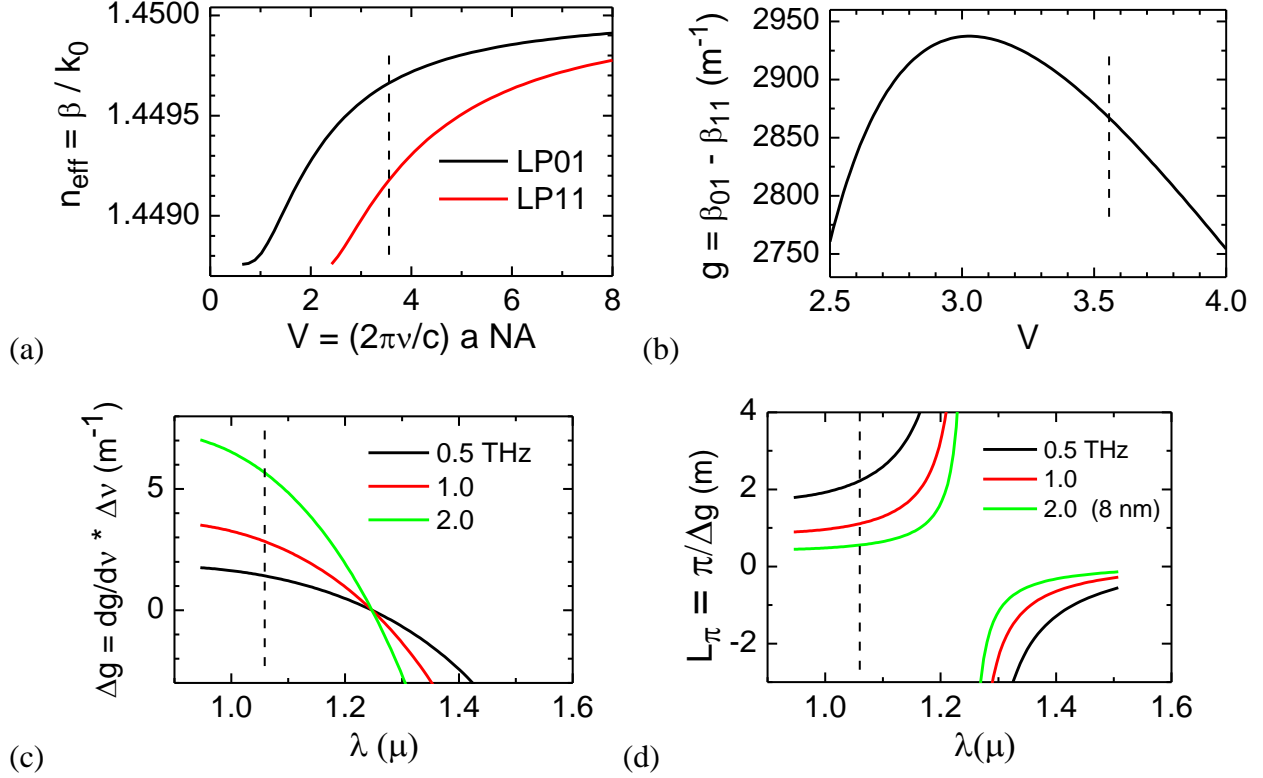 1.4500
1.4495
1.4490
n_eff = β / k_0
LP01
LP11
0 2 4 6 8
V = (2πν/c) a NA
(a)
2950
2900
2850
2800
2750
g = β_01 - β_11 (m^-1)
2.5 3.0 3.5 4.0
V
(b)
5
0
Δg = dg/dν * Δν (m^-1)
0.5 THz
1.0
2.0
1.0 1.2 1.4 1.6
λ (μ)
(c)
4
2
0
-2
L_π = π/Δg (m)
0.5 THz
1.0
2.0 (8 nm)
1.0 1.2 1.4 1.6
λ(μ)
(d)